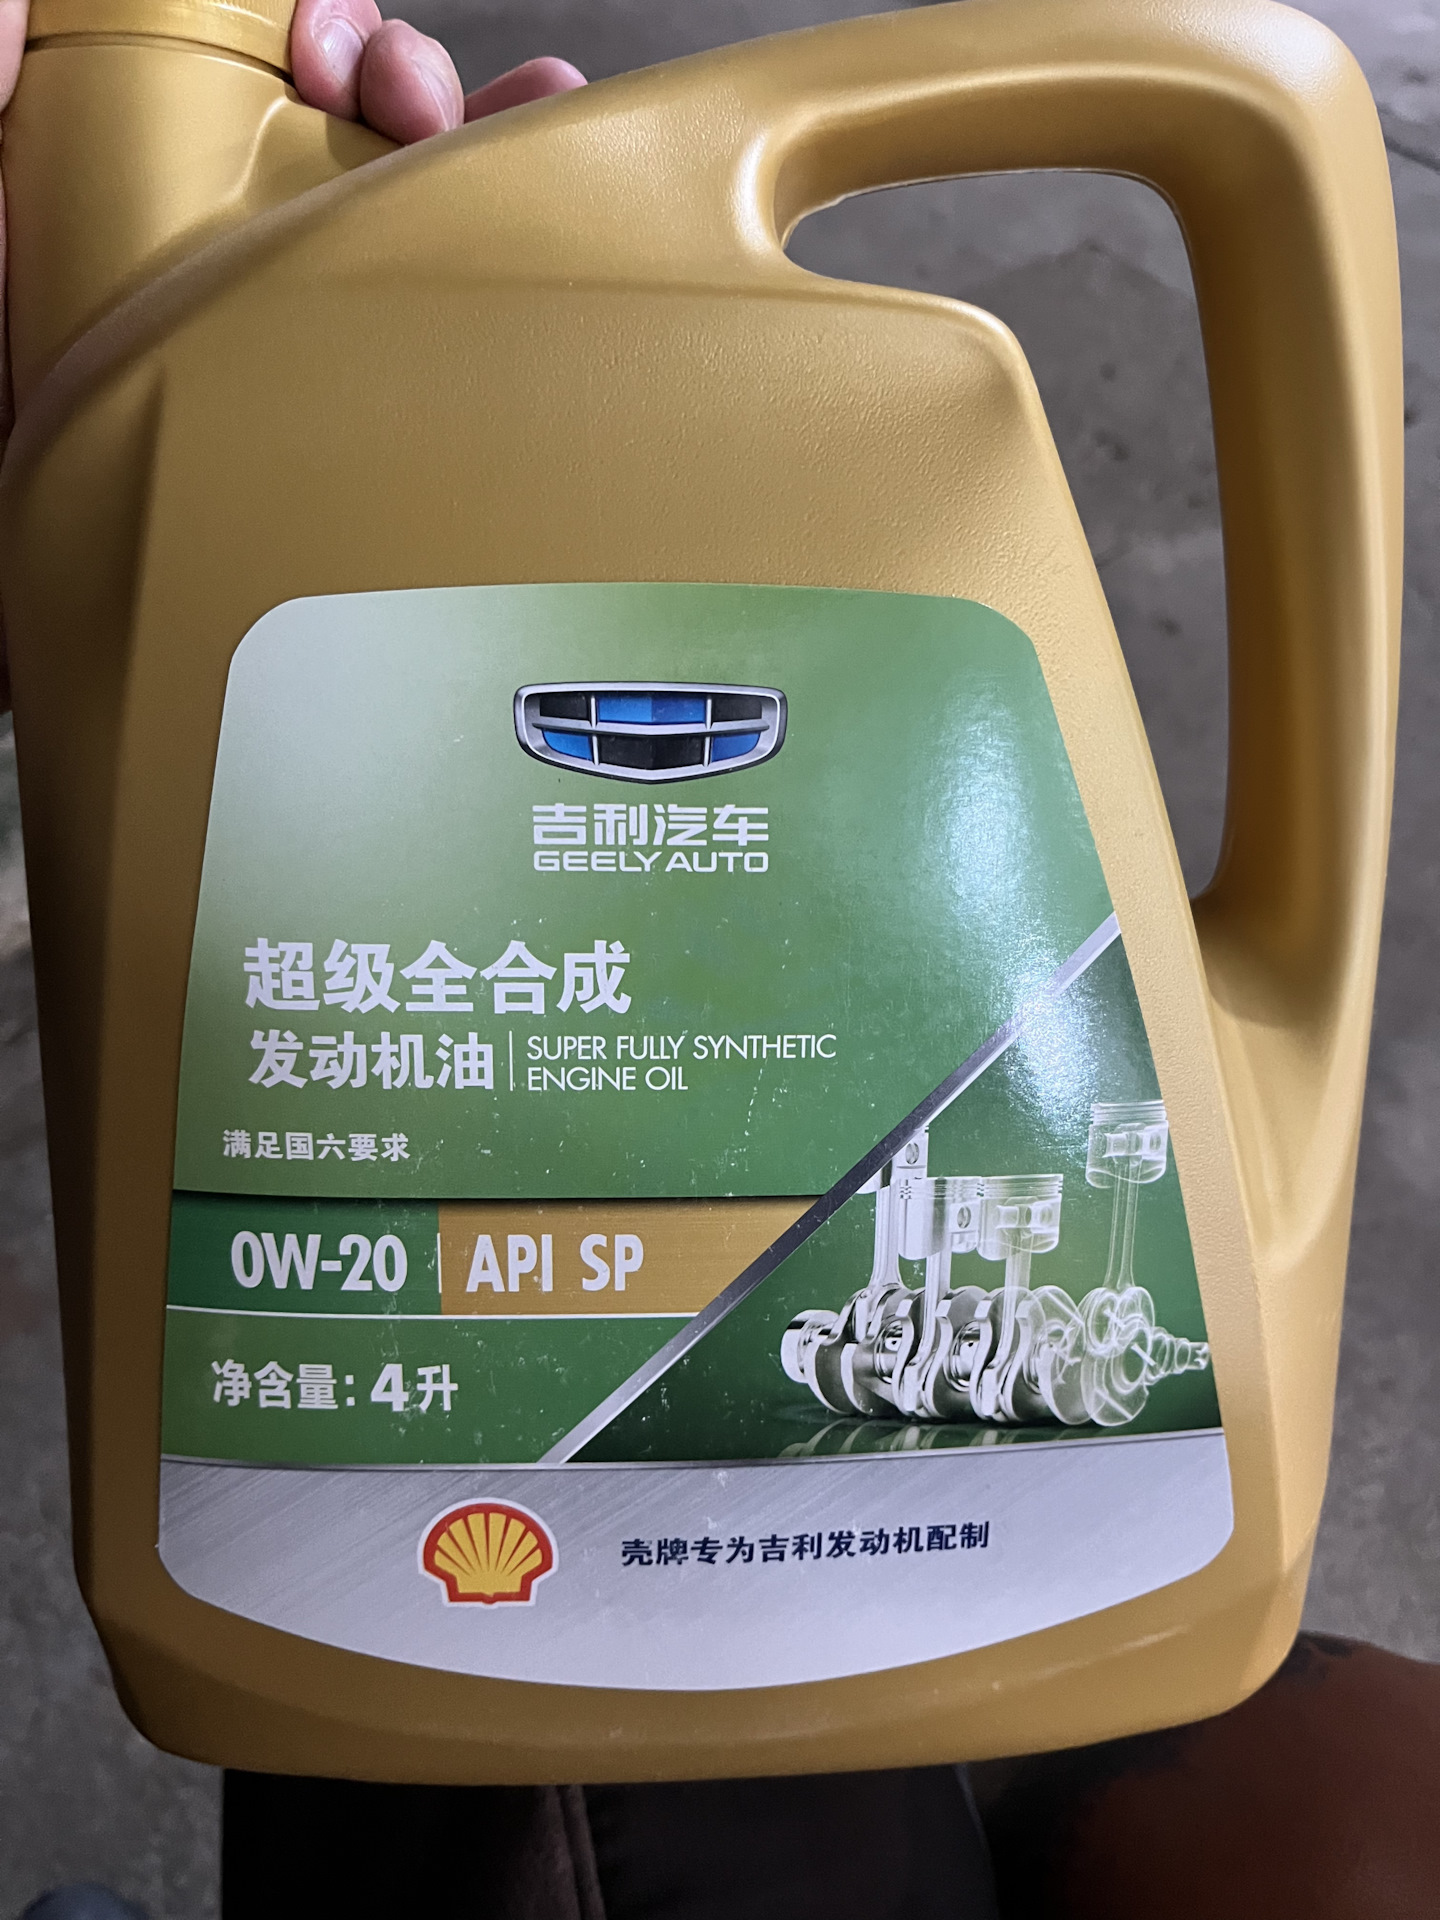 吉利汽车
GEELY AUTO
超级全合成
发动机油
SUPER FULLY SYNTHETIC
ENGINE OIL
满足国六要求
0W-20 API SP
净含量：4升
壳牌专为吉利发动机配制